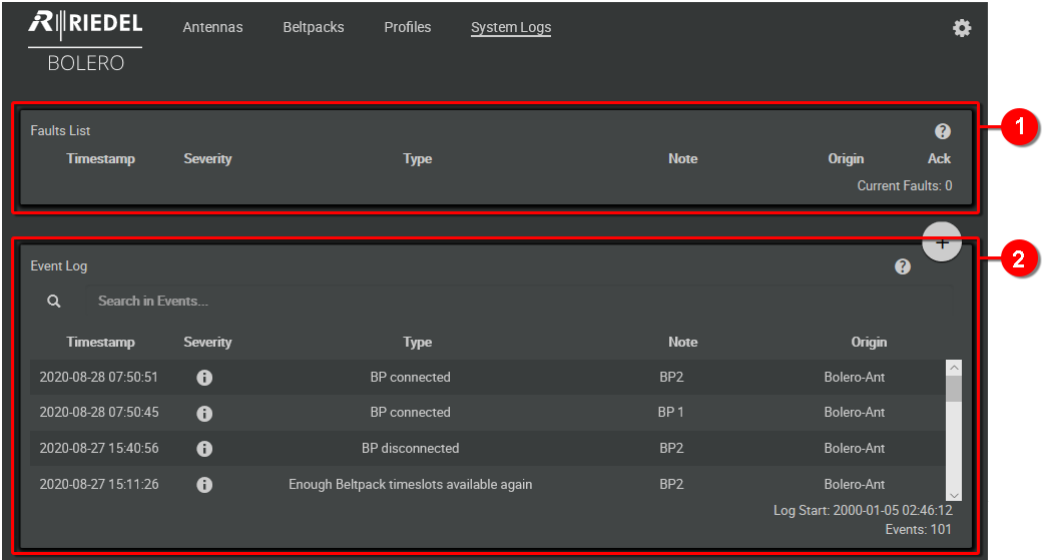 RIEDEL Antennas Beltpacks Profiles System Logs
BOLERO
Faults List
Timestamp Severity Type Note Origin Ack
Current Faults: 0
1
Event Log
Search in Events...
Timestamp Severity Type Note Origin
2020-08-28 07:50:51 BP connected BP2 Bolero-Ant
2020-08-28 07:50:45 BP connected BP 1 Bolero-Ant
2020-08-27 15:40:56 BP disconnected BP2 Bolero-Ant
2020-08-27 15:11:26 Enough Beltpack timeslots available again BP2 Bolero-Ant
Log Start: 2000-01-05 02:46:12
Events: 101
2